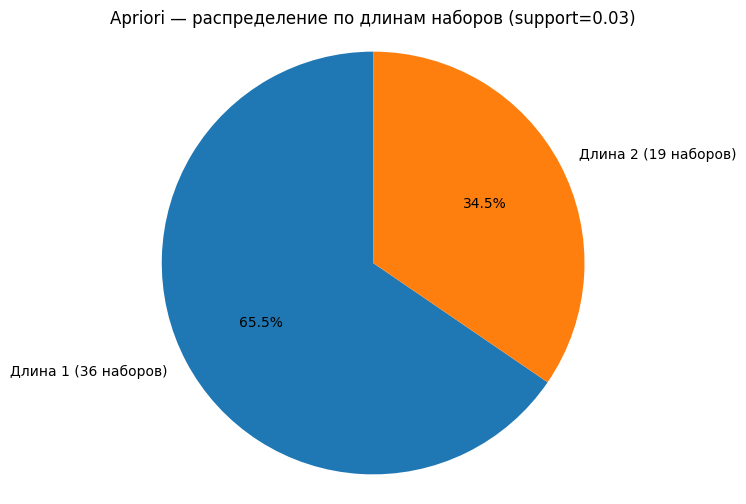 Apriori — распределение по длинам наборов (support=0.03)
Длина 2 (19 наборов)
34.5%
65.5%
Длина 1 (36 наборов)